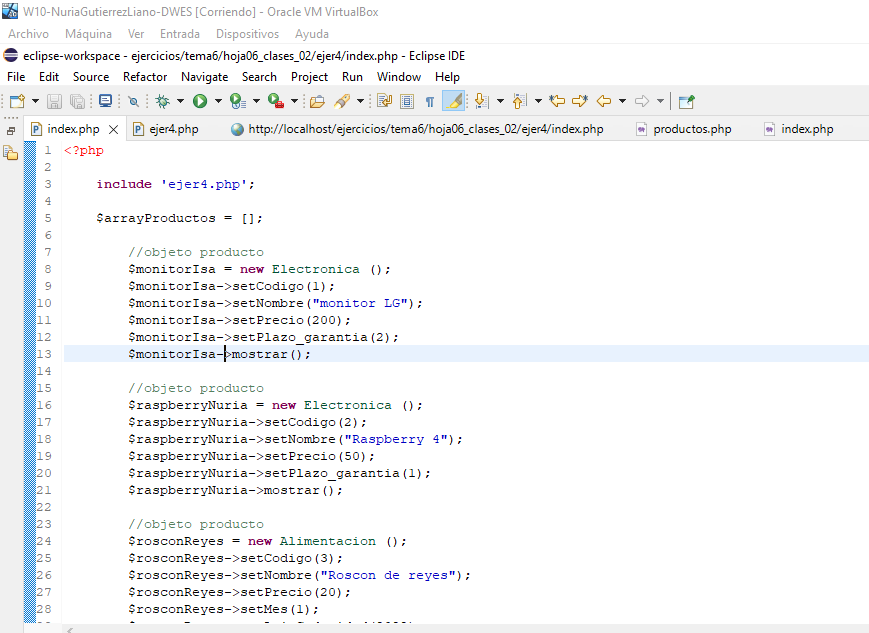 W10-NuriaGutierrezLiano-DWES [Corriendo] - Oracle VM VirtualBox
Archivo Máquina Ver Entrada Dispositivos Ayuda
eclipse-workspace - ejercicios/tema6/hoja06_clases_02/ejer4/index.php - Eclipse IDE
File Edit Source Refactor Navigate Search Project Run Window Help
index.php ejer4.php http://localhost/ejercicios/tema6/hoja06_clases_02/ejer4/index.php productos.php index.php
1 <?php
2
3 include 'ejer4.php';
4
5 $arrayProductos = [];
6
7 //objeto producto
8 $monitorIsa = new Electronica ();
9 $monitorIsa->setCodigo(1);
10 $monitorIsa->setNombre("monitor LG");
11 $monitorIsa->setPrecio(200);
12 $monitorIsa->setPlazo_garantia(2);
13 $monitorIsa->mostrar();
14
15 //objeto producto
16 $raspberryNuria = new Electronica ();
17 $raspberryNuria->setCodigo(2);
18 $raspberryNuria->setNombre("Raspberry 4");
19 $raspberryNuria->setPrecio(50);
20 $raspberryNuria->setPlazo_garantia(1);
21 $raspberryNuria->mostrar();
22
23 //objeto producto
24 $rosconReyes = new Alimentacion ();
25 $rosconReyes->setCodigo(3);
26 $rosconReyes->setNombre("Roscon de reyes");
27 $rosconReyes->setPrecio(20);
28 $rosconReyes->setMes(1);